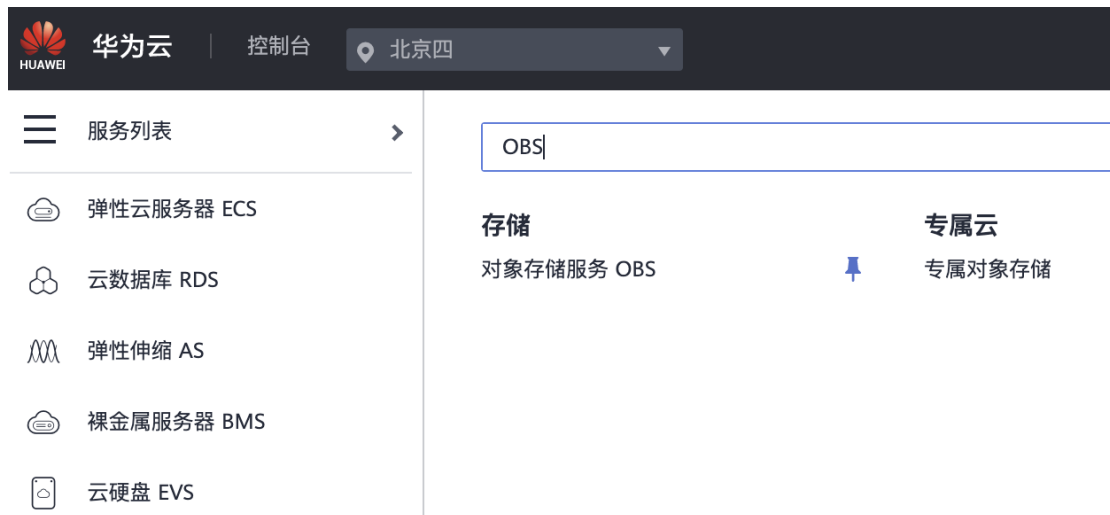 HUAWEI
华为云
控制台
北京四
服务列表
弹性云服务器 ECS
云数据库 RDS
弹性伸缩 AS
裸金属服务器 BMS
云硬盘 EVS
OBS
存储
对象存储服务 OBS
专属云
专属对象存储